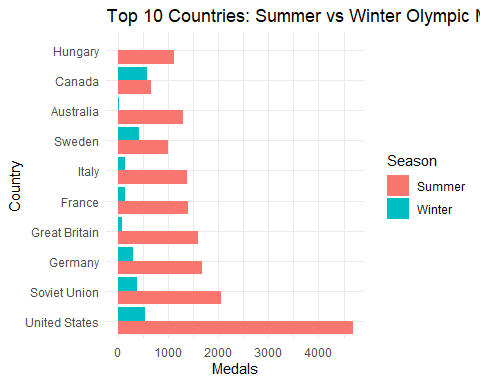 Top 10 Countries: Summer vs Winter Olympic
Hungary
Canada
Australia
Sweden
Italy
France
Great Britain
Germany
Soviet Union
United States
Country
0 1000 2000 3000 4000
Medals
Season
Summer
Winter